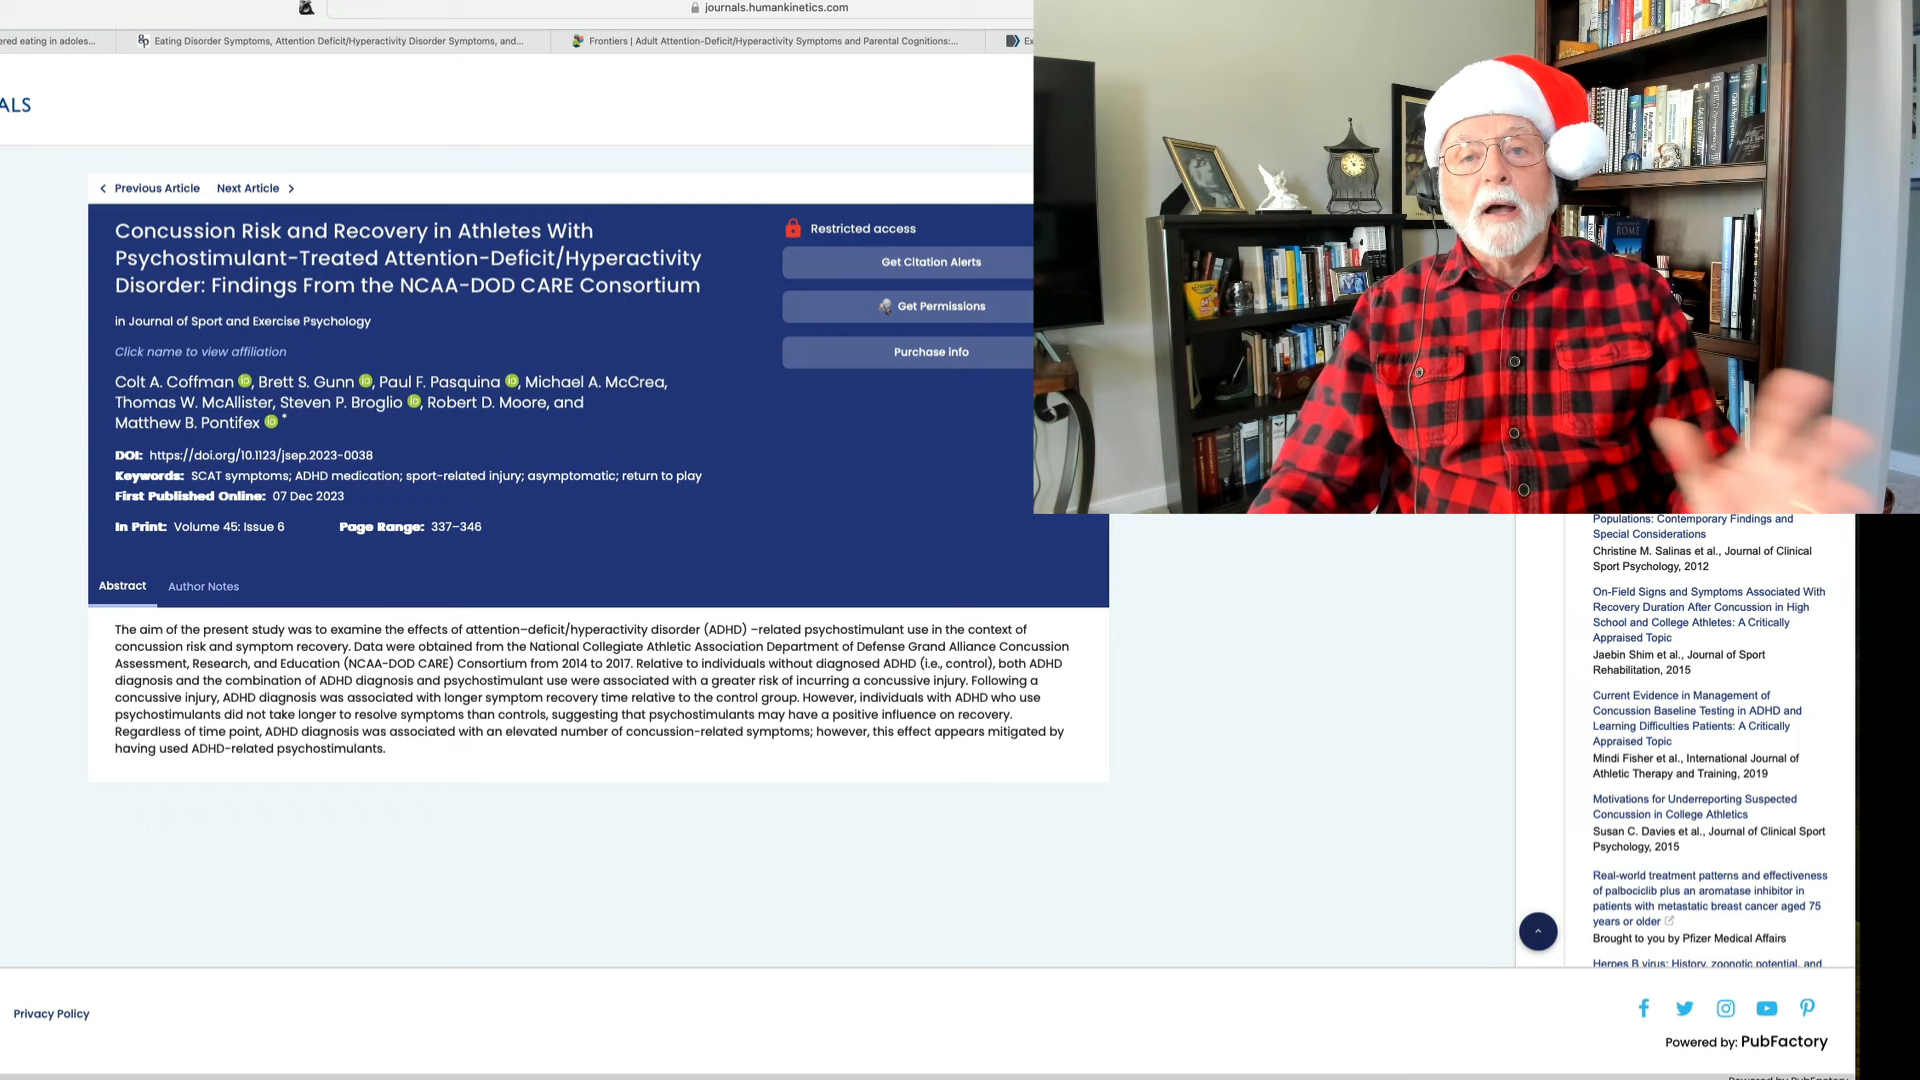 journals.humankinetics.com
ered eating in adoles...
Eating Disorder Symptoms, Attention Deficit/Hyperactivity Disorder Symptoms, and...
Frontiers | Adult Attention-Deficit/Hyperactivity Symptoms and Parental Cognitions:...
Ex
ALS
Previous Article Next Article
Concussion Risk and Recovery in Athletes With
Psychostimulant-Treated Attention-Deficit/Hyperactivity
Disorder: Findings From the NCAA-DOD CARE Consortium
in Journal of Sport and Exercise Psychology
Click name to view affiliation
Colt A. Coffman, Brett S. Gunn, Paul F. Pasquina, Michael A. McCrea,
Thomas W. McAllister, Steven P. Broglio, Robert D. Moore, and
Matthew B. Pontifex *
DOI: https://doi.org/10.1123/jsep.2023-0038
Keywords: SCAT symptoms; ADHD medication; sport-related injury; asymptomatic; return to play
First Published Online: 07 Dec 2023
In Print: Volume 45: Issue 6 Page Range: 337–346
Restricted access
Get Citation Alerts
Get Permissions
Purchase info
Abstract Author Notes
The aim of the present study was to examine the effects of attention–deficit/hyperactivity disorder (ADHD) –related psychostimulant use in the context of
concussion risk and symptom recovery. Data were obtained from the National Collegiate Athletic Association Department of Defense Grand Alliance Concussion
Assessment, Research, and Education (NCAA-DOD CARE) Consortium from 2014 to 2017. Relative to individuals without diagnosed ADHD (i.e., control), both ADHD
diagnosis and the combination of ADHD diagnosis and psychostimulant use were associated with a greater risk of incurring a concussive injury. Following a
concussive injury, ADHD diagnosis was associated with longer symptom recovery time relative to the control group. However, individuals with ADHD who use
psychostimulants did not take longer to resolve symptoms than controls, suggesting that psychostimulants may have a positive influence on recovery.
Regardless of time point, ADHD diagnosis was associated with an elevated number of concussion-related symptoms; however, this effect appears mitigated by
having used ADHD-related psychostimulants.
ROME
Populations: Contemporary Findings and
Special Considerations
Christine M. Salinas et al., Journal of Clinical
Sport Psychology, 2012
On-Field Signs and Symptoms Associated With
Recovery Duration After Concussion in High
School and College Athletes: A Critically
Appraised Topic
Jaebin Shim et al., Journal of Sport
Rehabilitation, 2015
Current Evidence in Management of
Concussion Baseline Testing in ADHD and
Learning Difficulties Patients: A Critically
Appraised Topic
Mindi Fisher et al., International Journal of
Athletic Therapy and Training, 2019
Motivations for Underreporting Suspected
Concussion in College Athletics
Susan C. Davies et al., Journal of Clinical Sport
Psychology, 2015
Real-world treatment patterns and effectiveness
of palbociclib plus an aromatase inhibitor in
patients with metastatic breast cancer aged 75
years or older
Brought to you by Pfizer Medical Affairs
Herpes B virus: History, zoonotic potential, and
Privacy Policy
Powered by: PubFactory
Powered by PubFactory